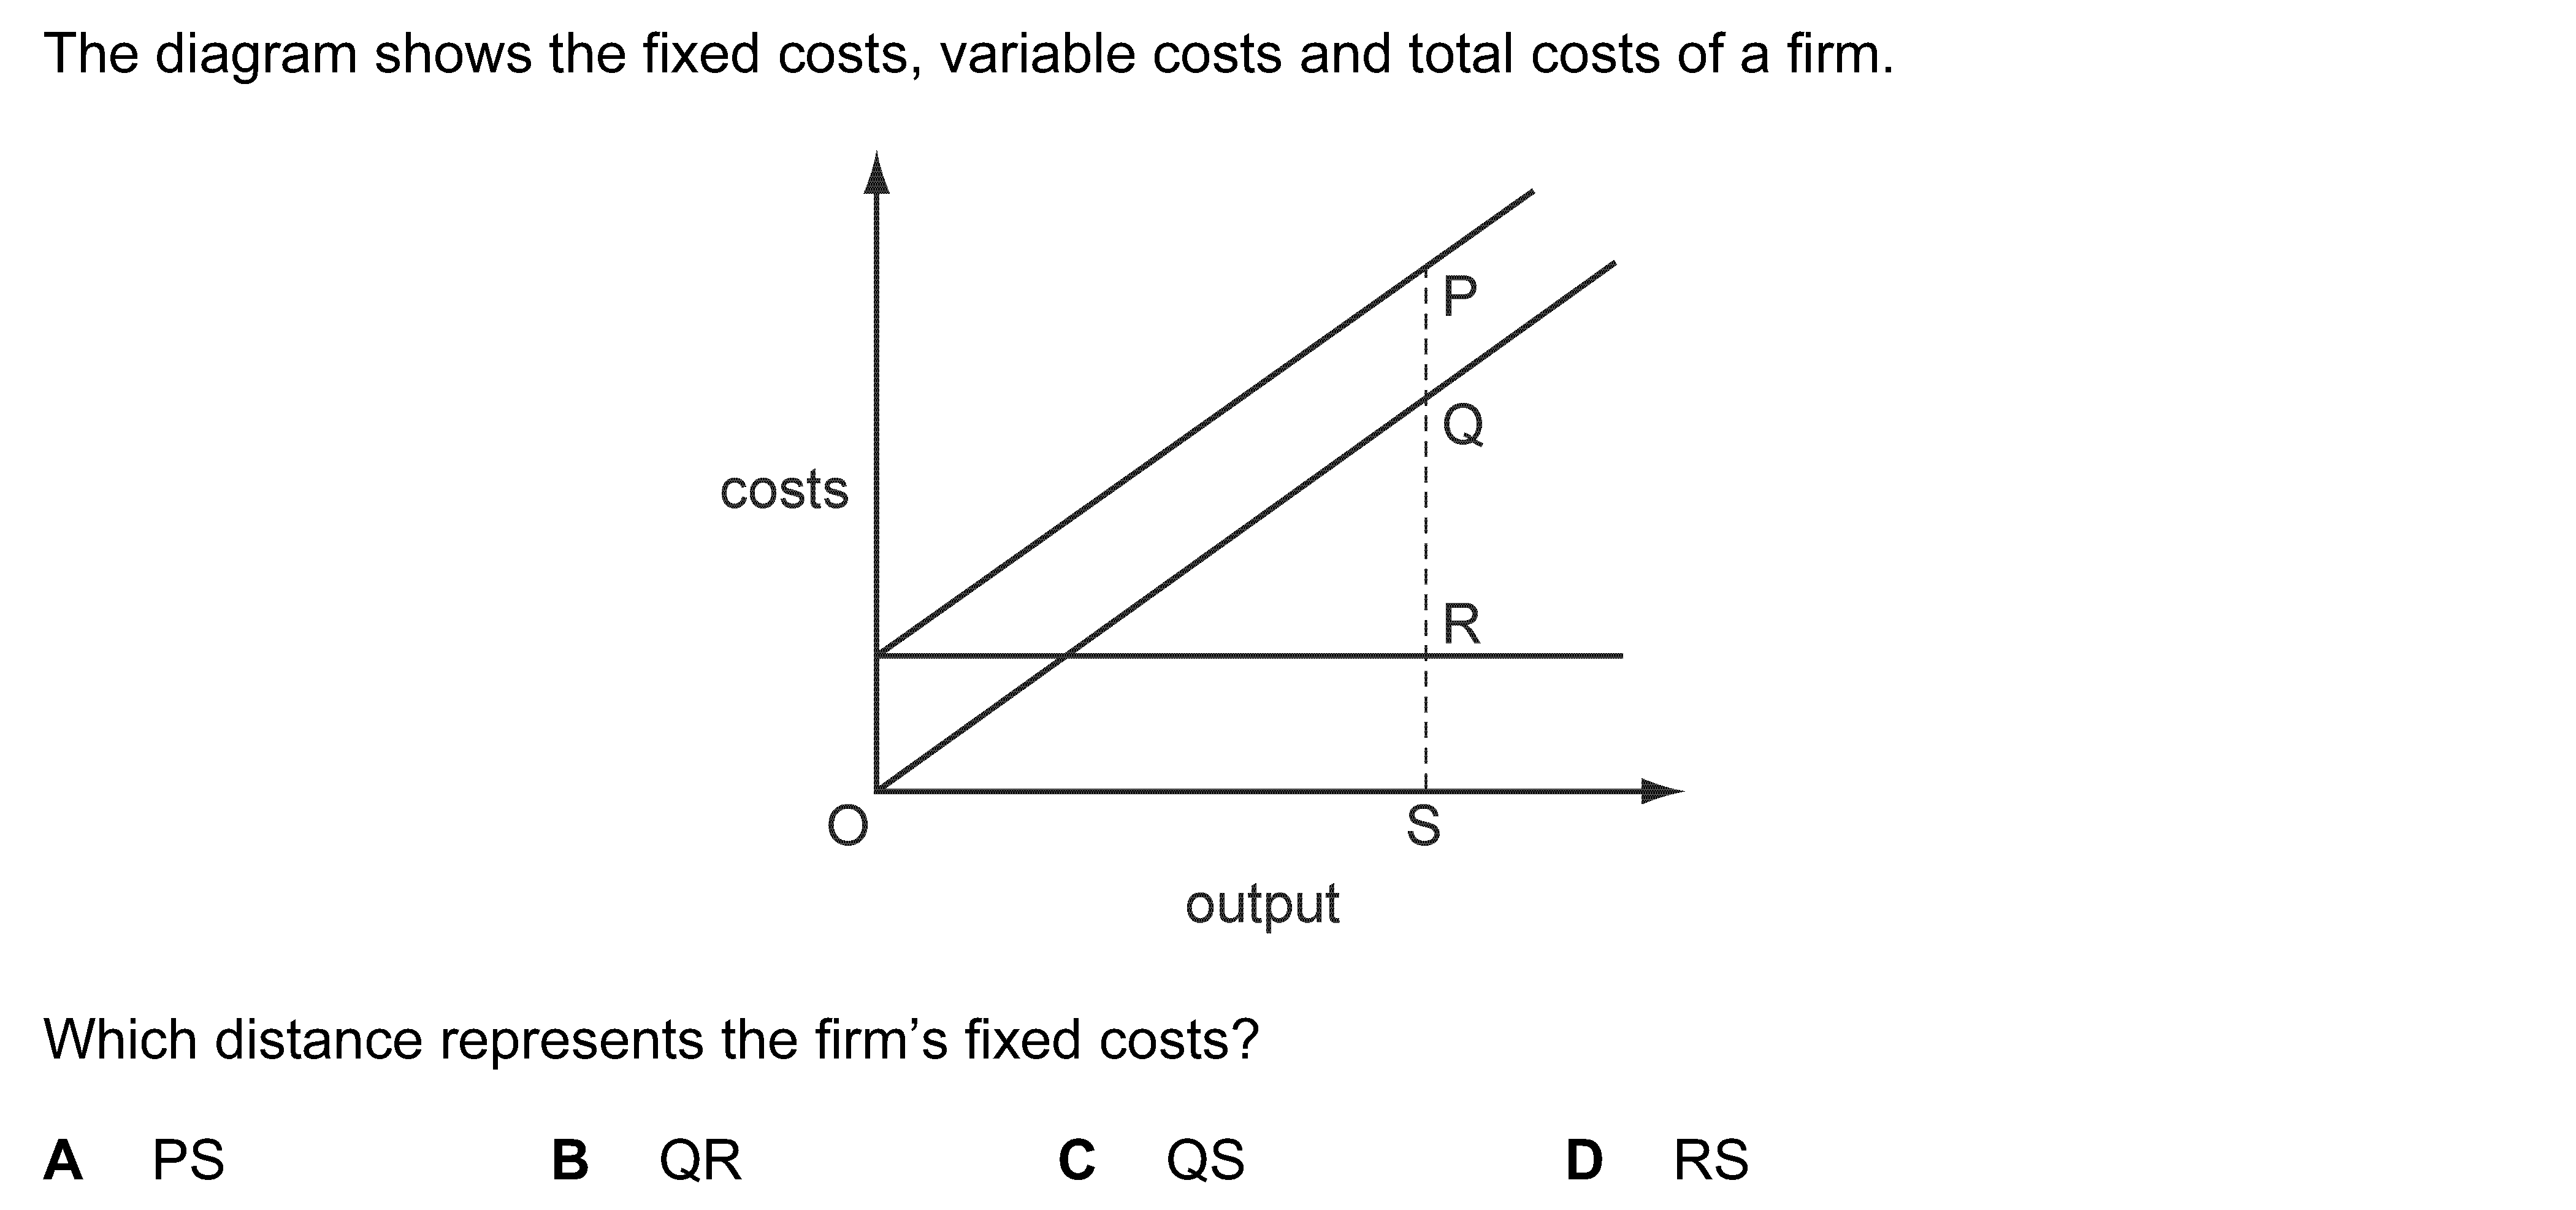 The diagram shows the fixed costs, variable costs and total costs of a firm.
P
Q
costs
R
O
S
output
Which distance represents the firm’s fixed costs?
A PS B QR C QS D RS